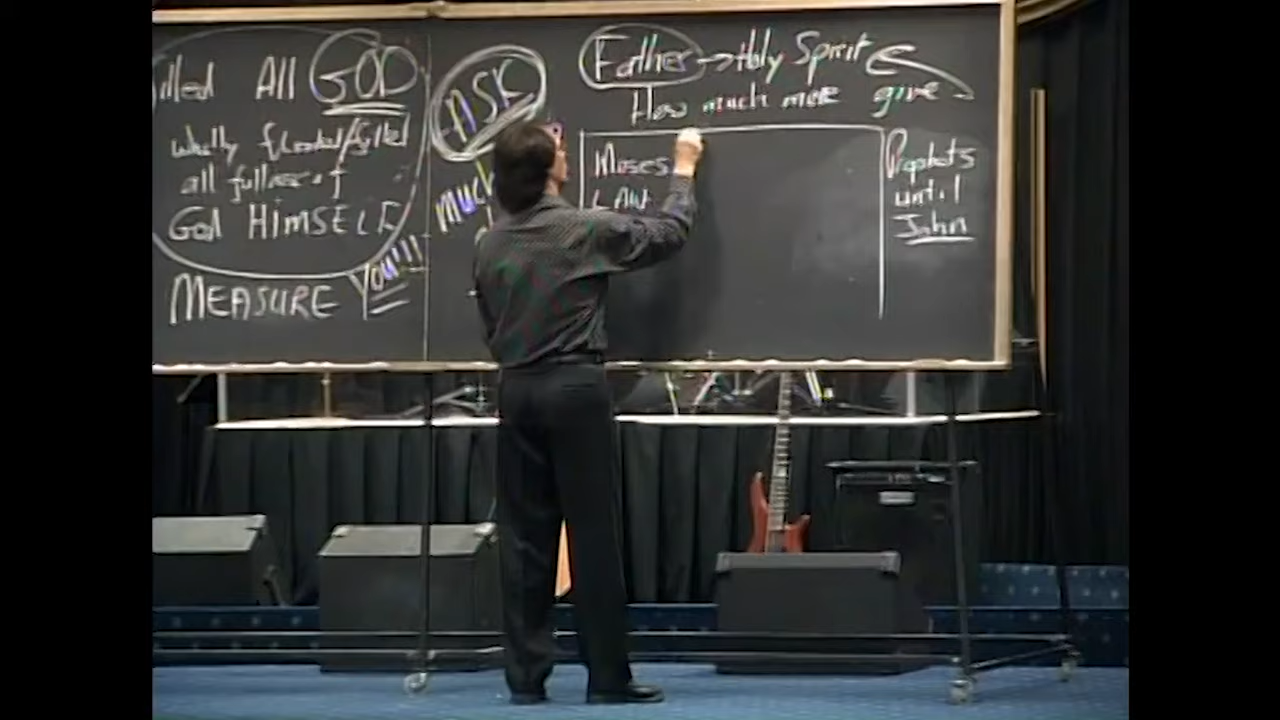 filled All GOD
wholly flooded/filled
all fullness of
God HIMSELF
MEASURE You!!!
ASK
much
Father → Holy Spirit
How much more give
Moses
LAW
Prophets
until
John